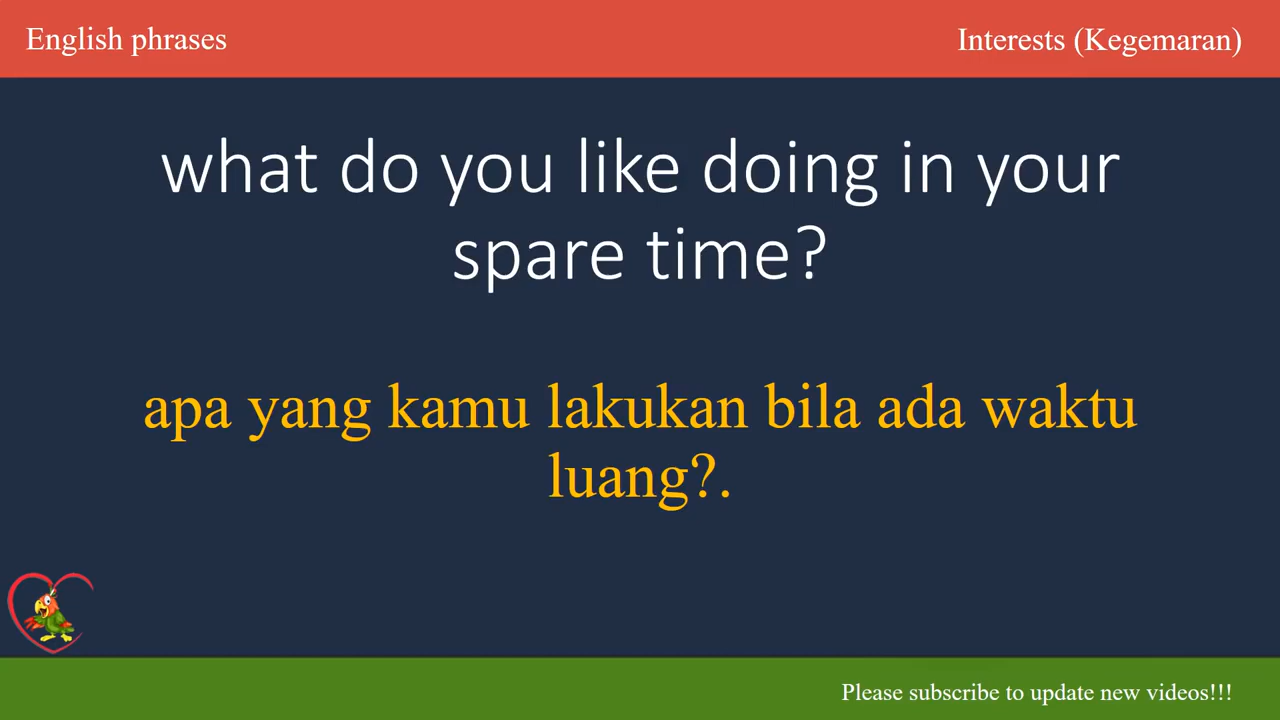 English phrases
Interests (Kegemaran)
what do you like doing in your
spare time?
apa yang kamu lakukan bila ada waktu
luang?.
Please subscribe to update new videos!!!